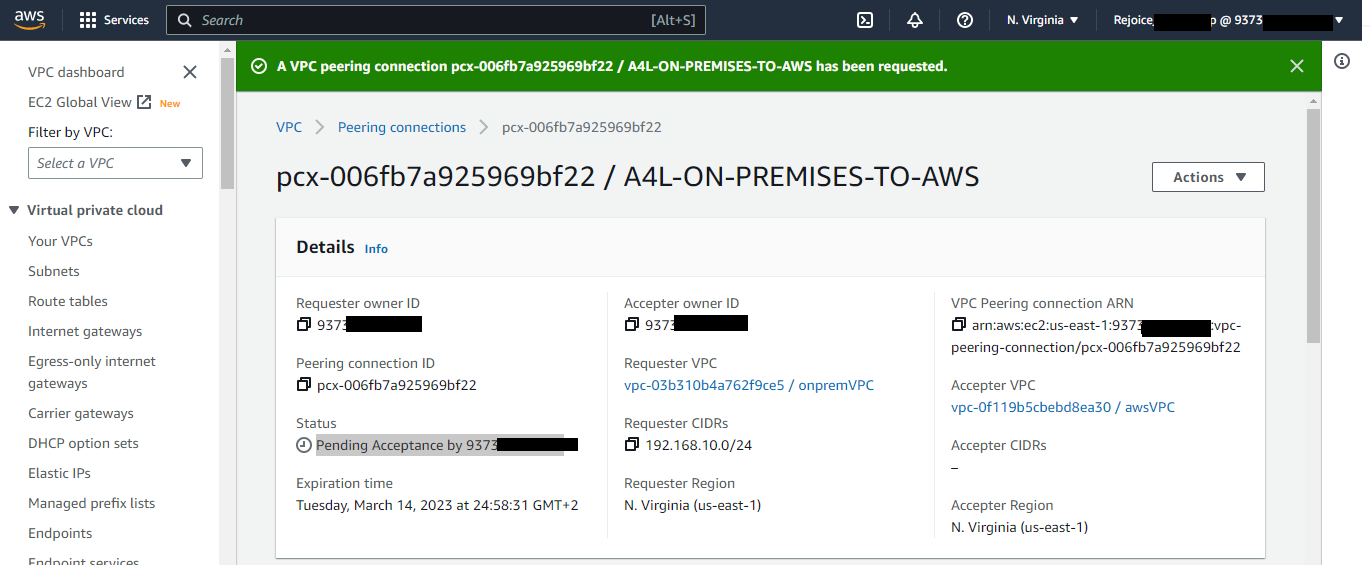 aws
Services
Search
[Alt+S]
N. Virginia
Rejoice
p @ 9373
VPC dashboard
EC2 Global View New
Filter by VPC:
Select a VPC
Virtual private cloud
Your VPCs
Subnets
Route tables
Internet gateways
Egress-only internet
gateways
Carrier gateways
DHCP option sets
Elastic IPs
Managed prefix lists
Endpoints
Endpoint services
A VPC peering connection pcx-006fb7a925969bf22 / A4L-ON-PREMISES-TO-AWS has been requested.
VPC
Peering connections
pcx-006fb7a925969bf22
pcx-006fb7a925969bf22 / A4L-ON-PREMISES-TO-AWS
Actions
Details Info
Requester owner ID
9373
Peering connection ID
pcx-006fb7a925969bf22
Status
Pending Acceptance by 9373
Expiration time
Tuesday, March 14, 2023 at 24:58:31 GMT+2
Accepter owner ID
9373
Requester VPC
vpc-03b310b4a762f9ce5 / onpremVPC
Requester CIDRs
192.168.10.0/24
Requester Region
N. Virginia (us-east-1)
VPC Peering connection ARN
arn:aws:ec2:us-east-1:9373 :vpc-
peering-connection/pcx-006fb7a925969bf22
Accepter VPC
vpc-0f119b5cbebd8ea30 / awsVPC
Accepter CIDRs
–
Accepter Region
N. Virginia (us-east-1)